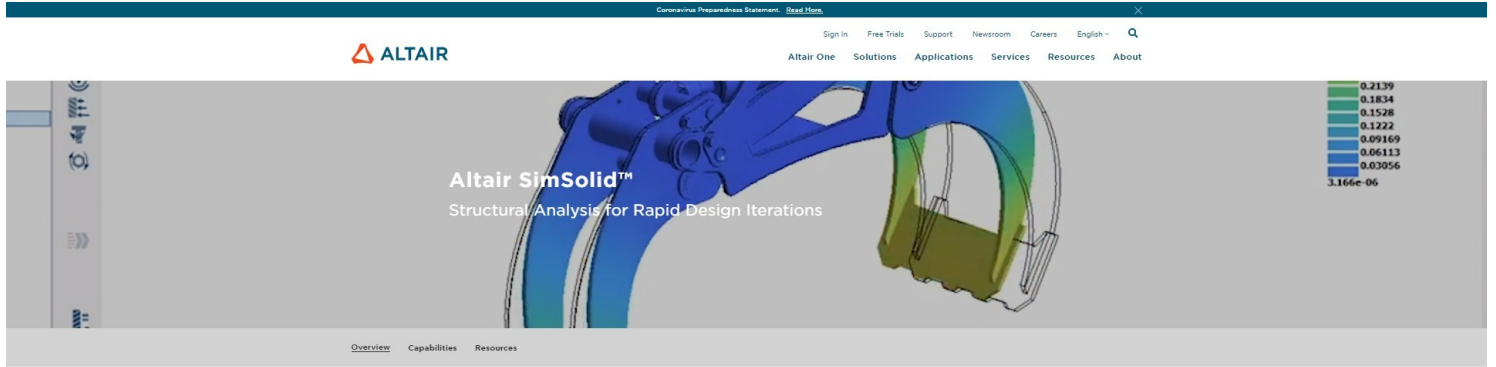 Coronavirus Preparedness Statement. Read More.
Sign In Free Trials Support Newsroom Careers English
ALTAIR
Altair One Solutions Applications Services Resources About
0.2139
0.1834
0.1528
0.1222
0.09169
0.06113
0.03056
3.166e-06
Altair SimSolid™
Structural Analysis for Rapid Design Iterations
Overview Capabilities Resources